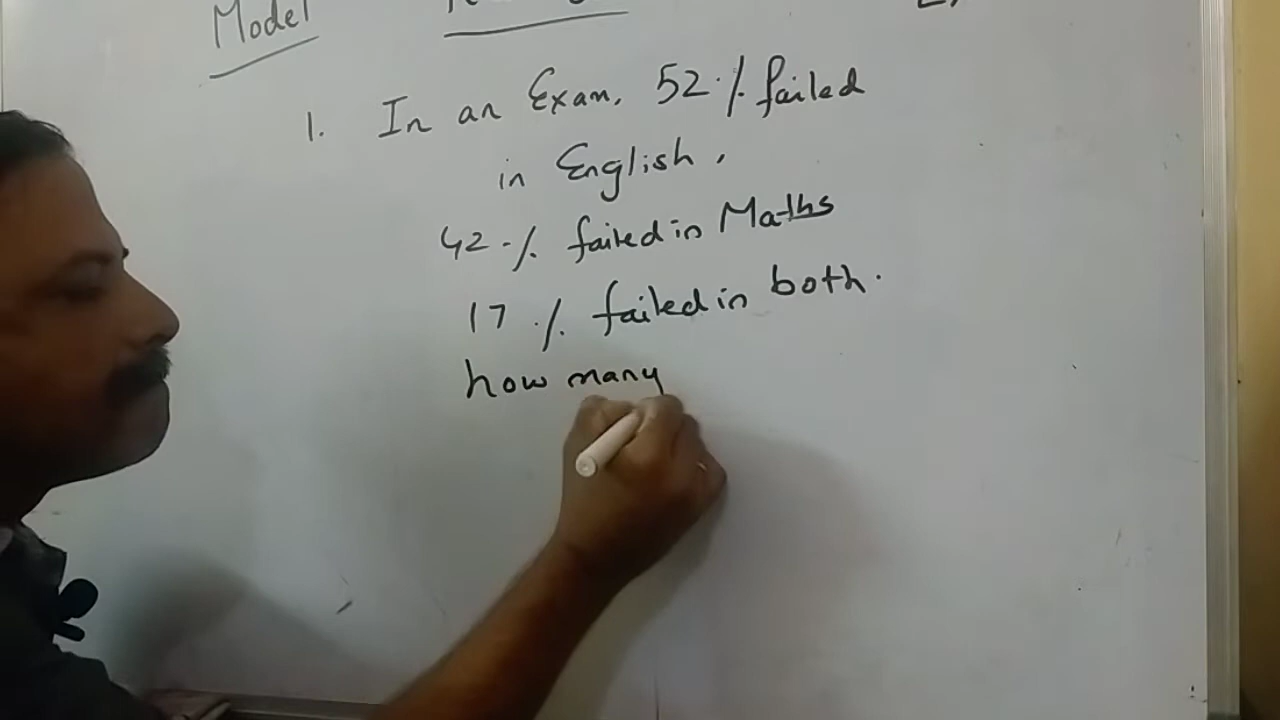 Model
1. In an Exam, 52 % failed
in English,
42 % failed in Maths
17 % failed in both.
how many